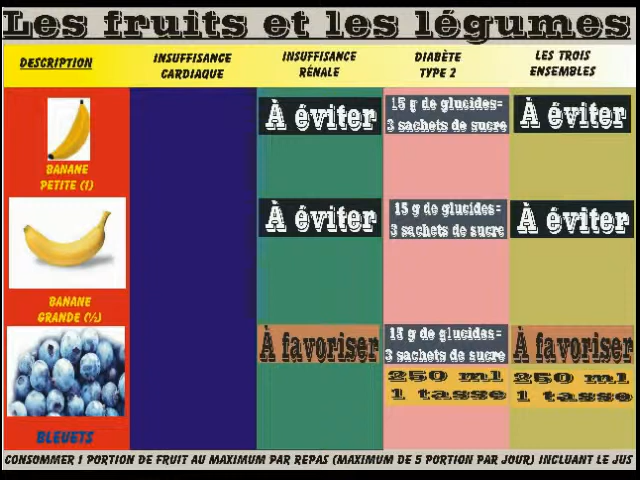 Les fruits et les légumes
DESCRIPTION
INSUFFISANCE
CARDIAQUE
INSUFFISANCE
RÉNALE
DIABÈTE
TYPE 2
LES TROIS
ENSEMBLES
BANANE
PETITE (1)
À éviter
15 g de glucides=
3 sachets de sucre
À éviter
BANANE
GRANDE (½)
À éviter
15 g de glucides=
3 sachets de sucre
À éviter
BLEUETS
À favoriser
15 g de glucides=
3 sachets de sucre
250 ml
1 tasse
À favoriser
250 ml
1 tasse
CONSOMMER 1 PORTION DE FRUIT AU MAXIMUM PAR REPAS (MAXIMUM DE 5 PORTION PAR JOUR) INCLUANT LE JUS